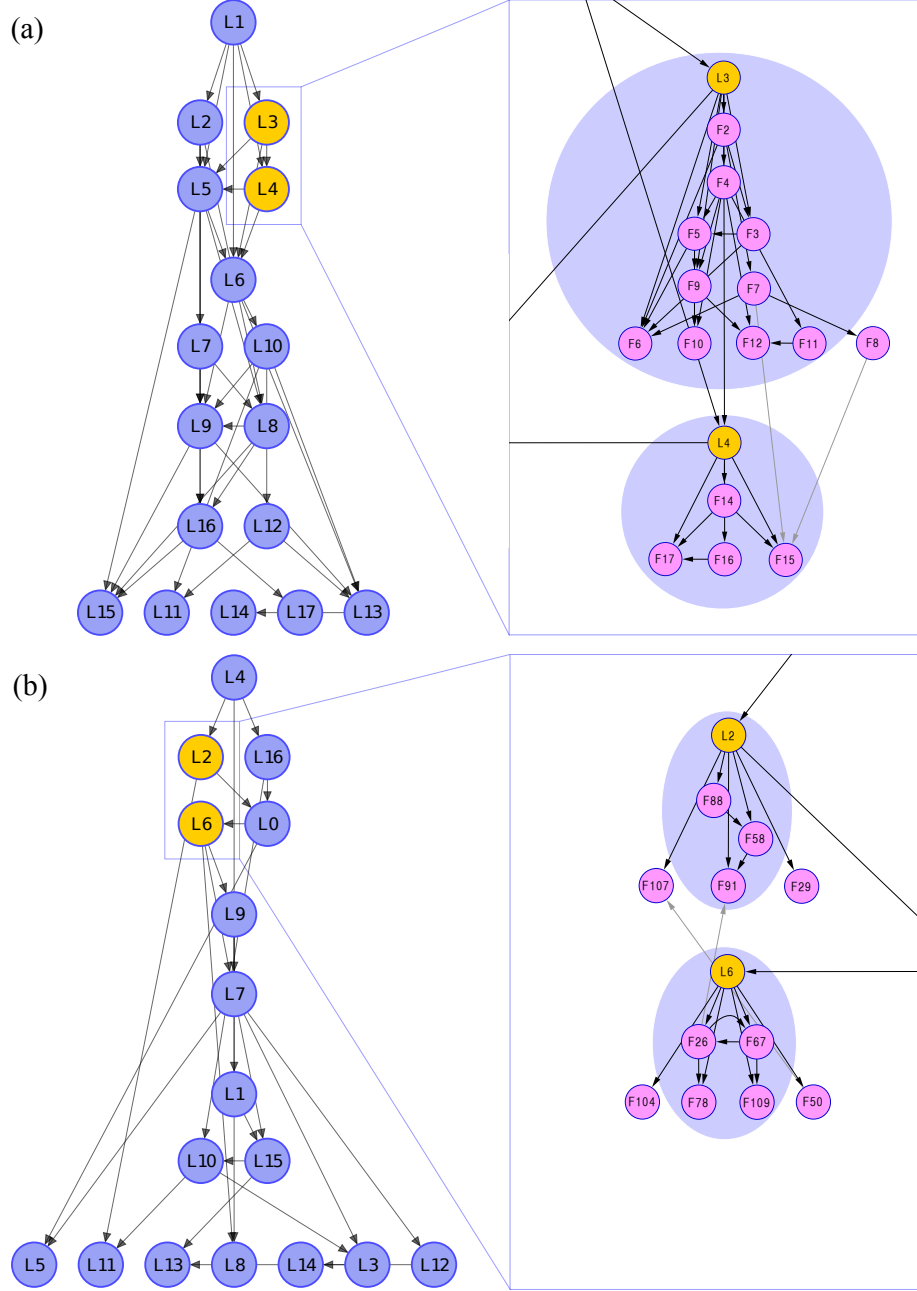 (a)
L1
L2 L3
L5 L4
L6
L7 L10
L9 L8
L16 L12
L15 L11 L14 L17 L13
L3
F2
F4
F5 F3
F9 F7
F6 F10 F12 F11 F8
L4
F14
F17 F16 F15
(b)
L4
L2 L16
L6 L0
L9
L7
L1
L10 L15
L5 L11 L13 L8 L14 L3 L12
L2
F88
F58
F107 F91 F29
L6
F26 F67
F104 F78 F109 F50